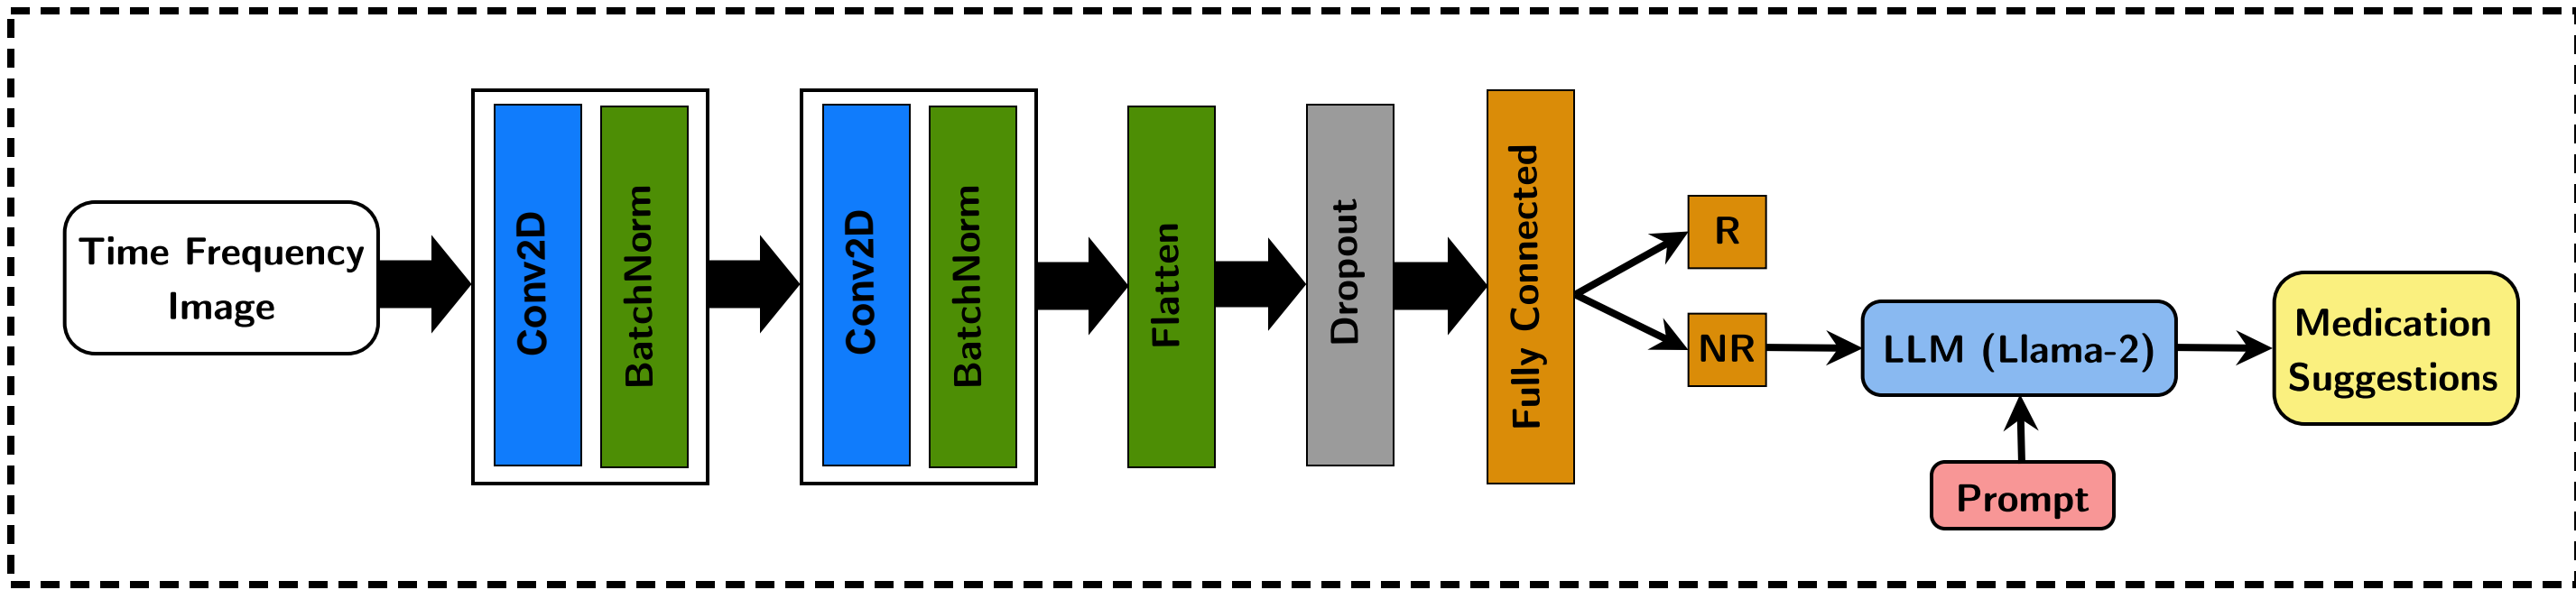 Time Frequency
Image
Conv2D
BatchNorm
Conv2D
BatchNorm
Flatten
Dropout
Fully Connected
R
NR
LLM (Llama-2)
Prompt
Medication
Suggestions